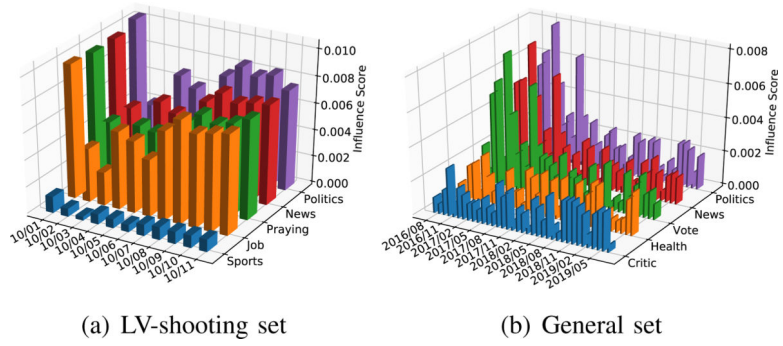 0.010
0.008
0.006
0.004
0.002
0.000
Influence Score
Politics
News
Praying
Job
Sports
10/01
10/02
10/03
10/04
10/05
10/06
10/07
10/08
10/09
10/10
10/11
(a) LV-shooting set
0.008
0.006
0.004
0.002
0.000
Influence Score
Politics
News
Vote
Health
Critic
2016/08
2016/11
2017/02
2017/05
2017/08
2017/11
2018/02
2018/05
2018/08
2018/11
2019/02
2019/05
(b) General set